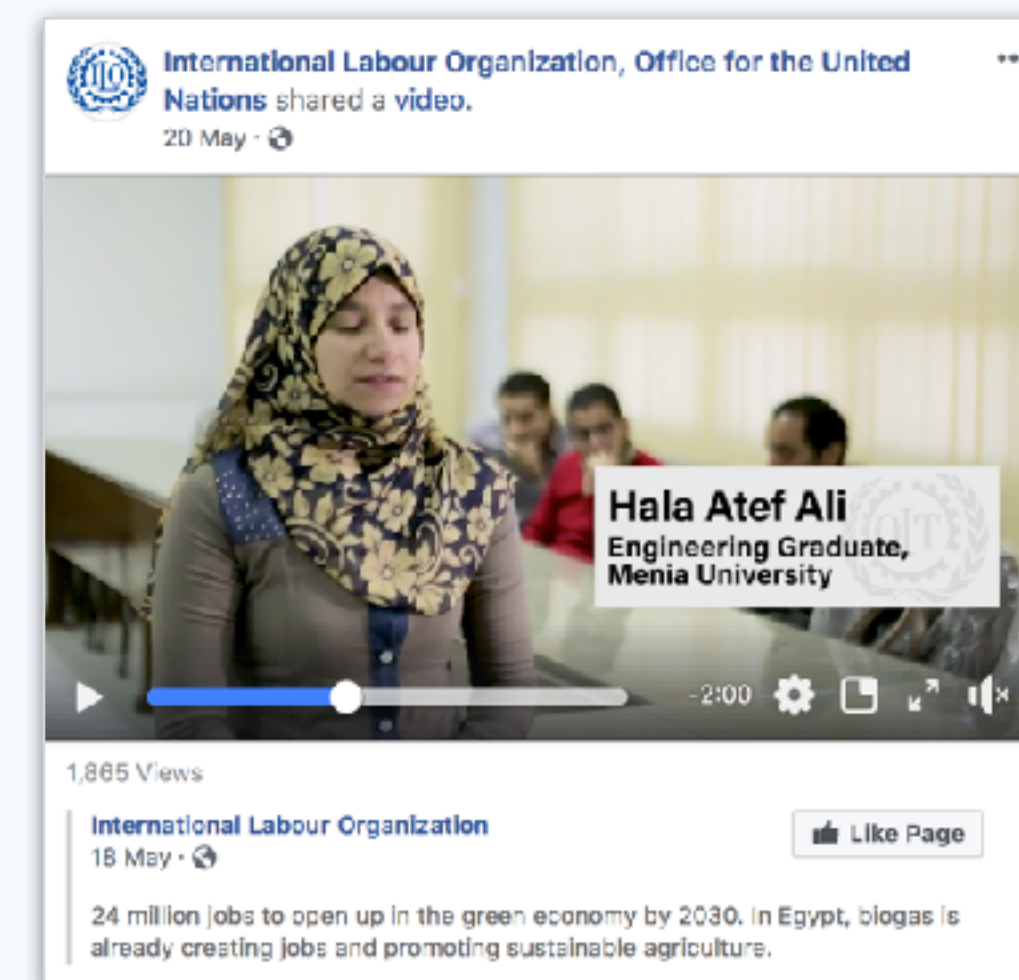 ILO
International Labour Organization, Office for the United
Nations shared a video.
20 May ·
Hala Atef Ali
Engineering Graduate,
Menia University
OIT
-2:00
1,865 Views
International Labour Organization
18 May ·
Like Page
24 million jobs to open up in the green economy by 2030. In Egypt, biogas is
already creating jobs and promoting sustainable agriculture.